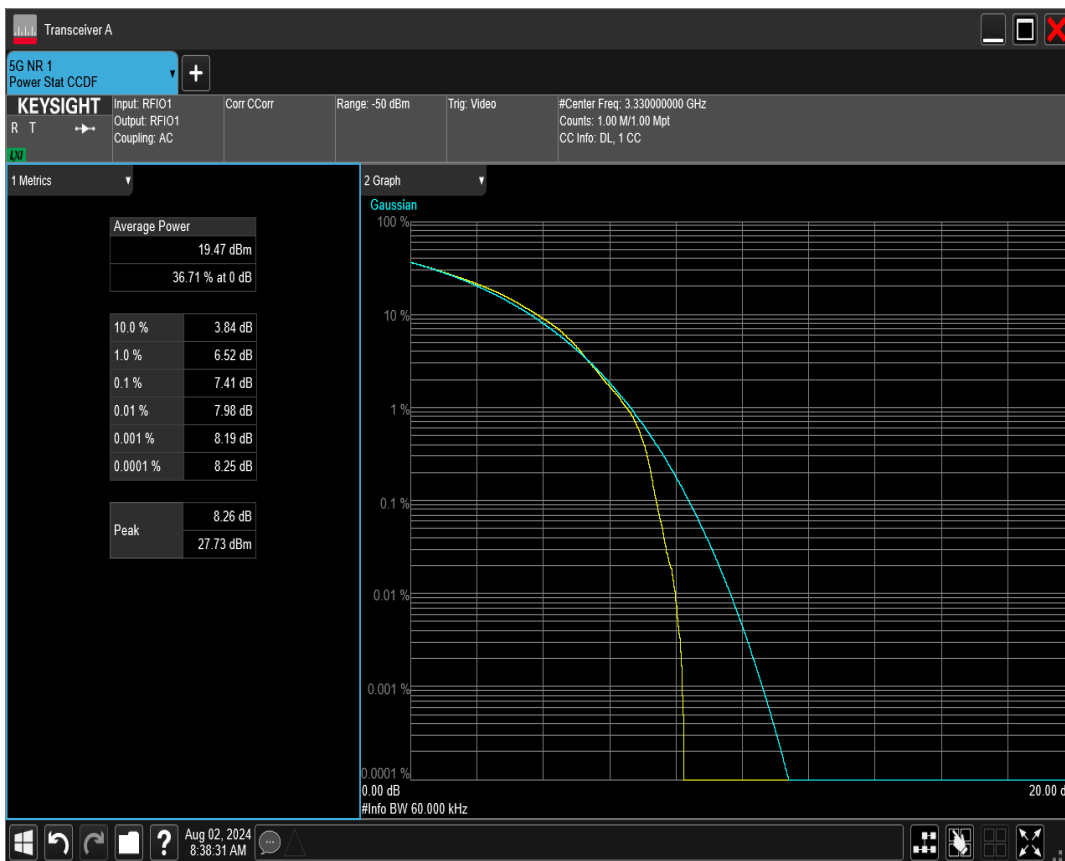 Transceiver A
5G NR 1
Power Stat CCDF
+
KEYSIGHT
R T
LXI
Input: RFIO1
Output: RFIO1
Coupling: AC
Corr CCorr
Range: -50 dBm
Trig: Video
#Center Freq: 3.330000000 GHz
Counts: 1.00 M/1.00 Mpt
CC Info: DL, 1 CC
1 Metrics
Average Power
19.47 dBm
36.71 % at 0 dB
10.0 % 3.84 dB
1.0 % 6.52 dB
0.1 % 7.41 dB
0.01 % 7.98 dB
0.001 % 8.19 dB
0.0001 % 8.25 dB
Peak 8.26 dB
27.73 dBm
2 Graph
Gaussian
100 %
10 %
1 %
0.1 %
0.01 %
0.001 %
0.0001 %
0.00 dB
20.00 d
#Info BW 60.000 kHz
?
Aug 02, 2024
8:38:31 AM